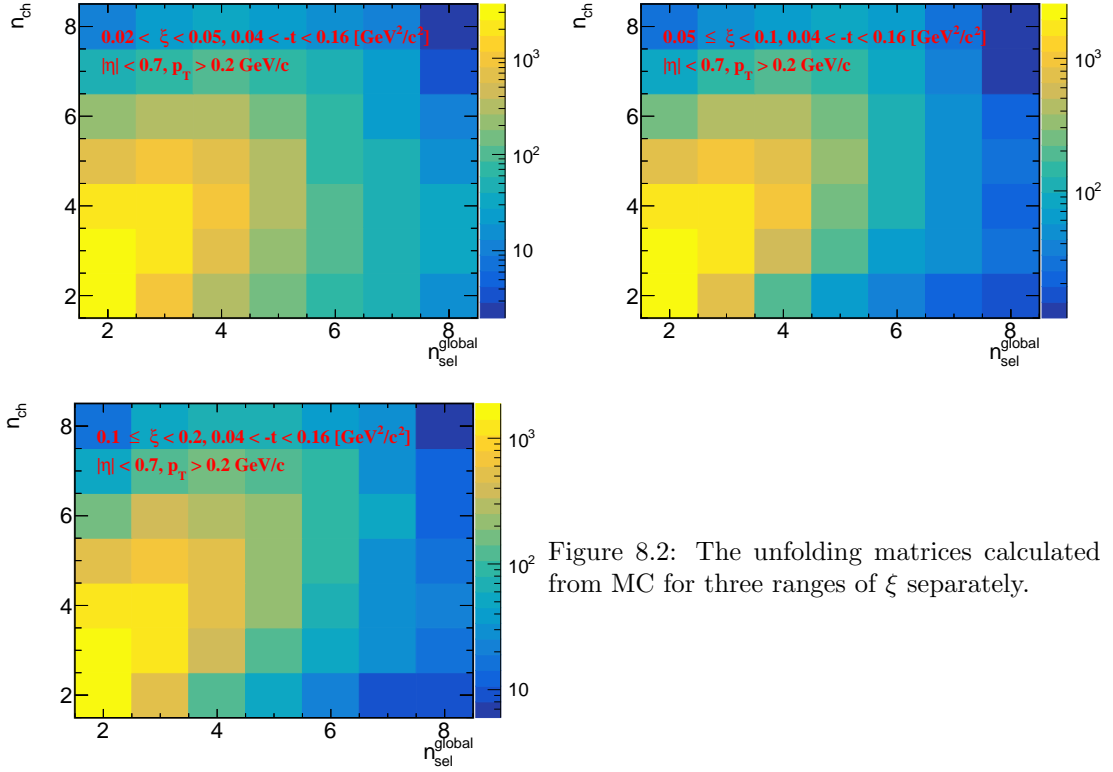 n_ch
0.02 < ξ < 0.05, 0.04 < -t < 0.16 [GeV²/c²]
|η| < 0.7, p_T > 0.2 GeV/c
8
6
4
2
2 4 6 8
n_sel^global
10³
10²
10
n_ch
0.05 ≤ ξ < 0.1, 0.04 < -t < 0.16 [GeV²/c²]
|η| < 0.7, p_T > 0.2 GeV/c
8
6
4
2
2 4 6 8
n_sel^global
10³
10²
n_ch
0.1 ≤ ξ < 0.2, 0.04 < -t < 0.16 [GeV²/c²]
|η| < 0.7, p_T > 0.2 GeV/c
8
6
4
2
2 4 6 8
n_sel^global
10³
10²
10
Figure 8.2: The unfolding matrices calculated
from MC for three ranges of ξ separately.